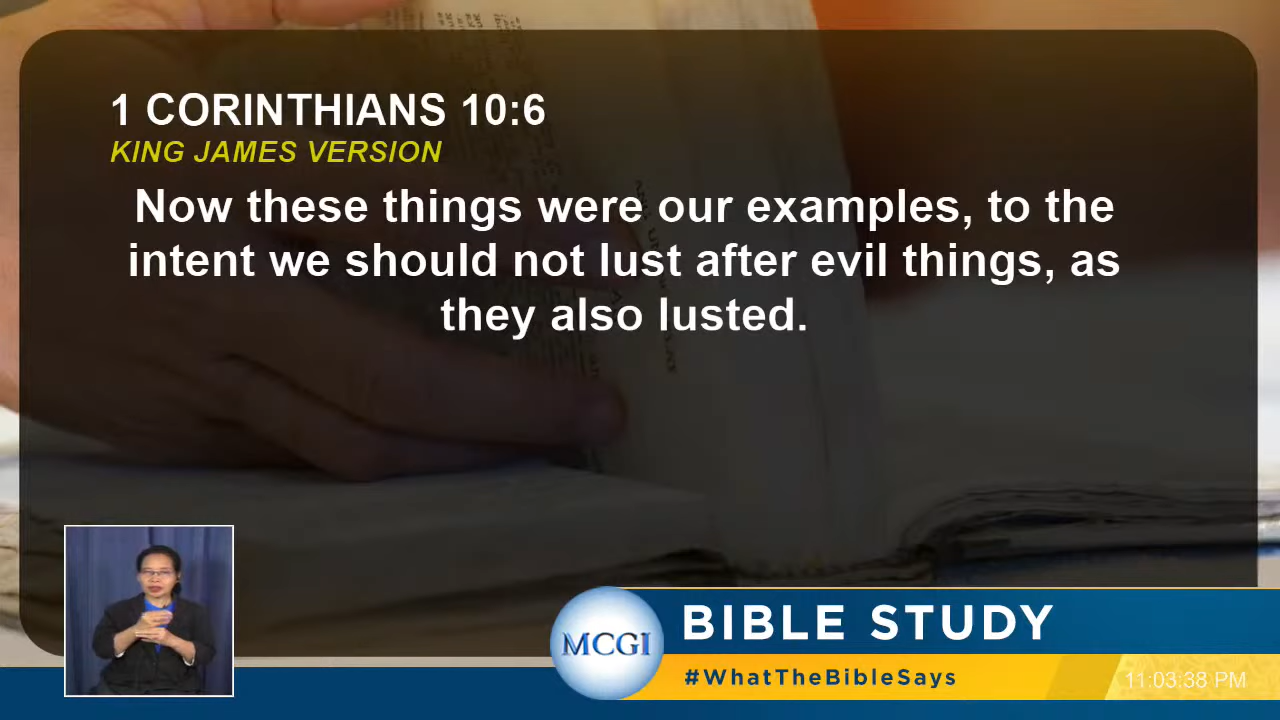 1 CORINTHIANS 10:6
KING JAMES VERSION
Now these things were our examples, to the
intent we should not lust after evil things, as
they also lusted.
MCGI
BIBLE STUDY
#WhatTheBibleSays
11:03:38 PM